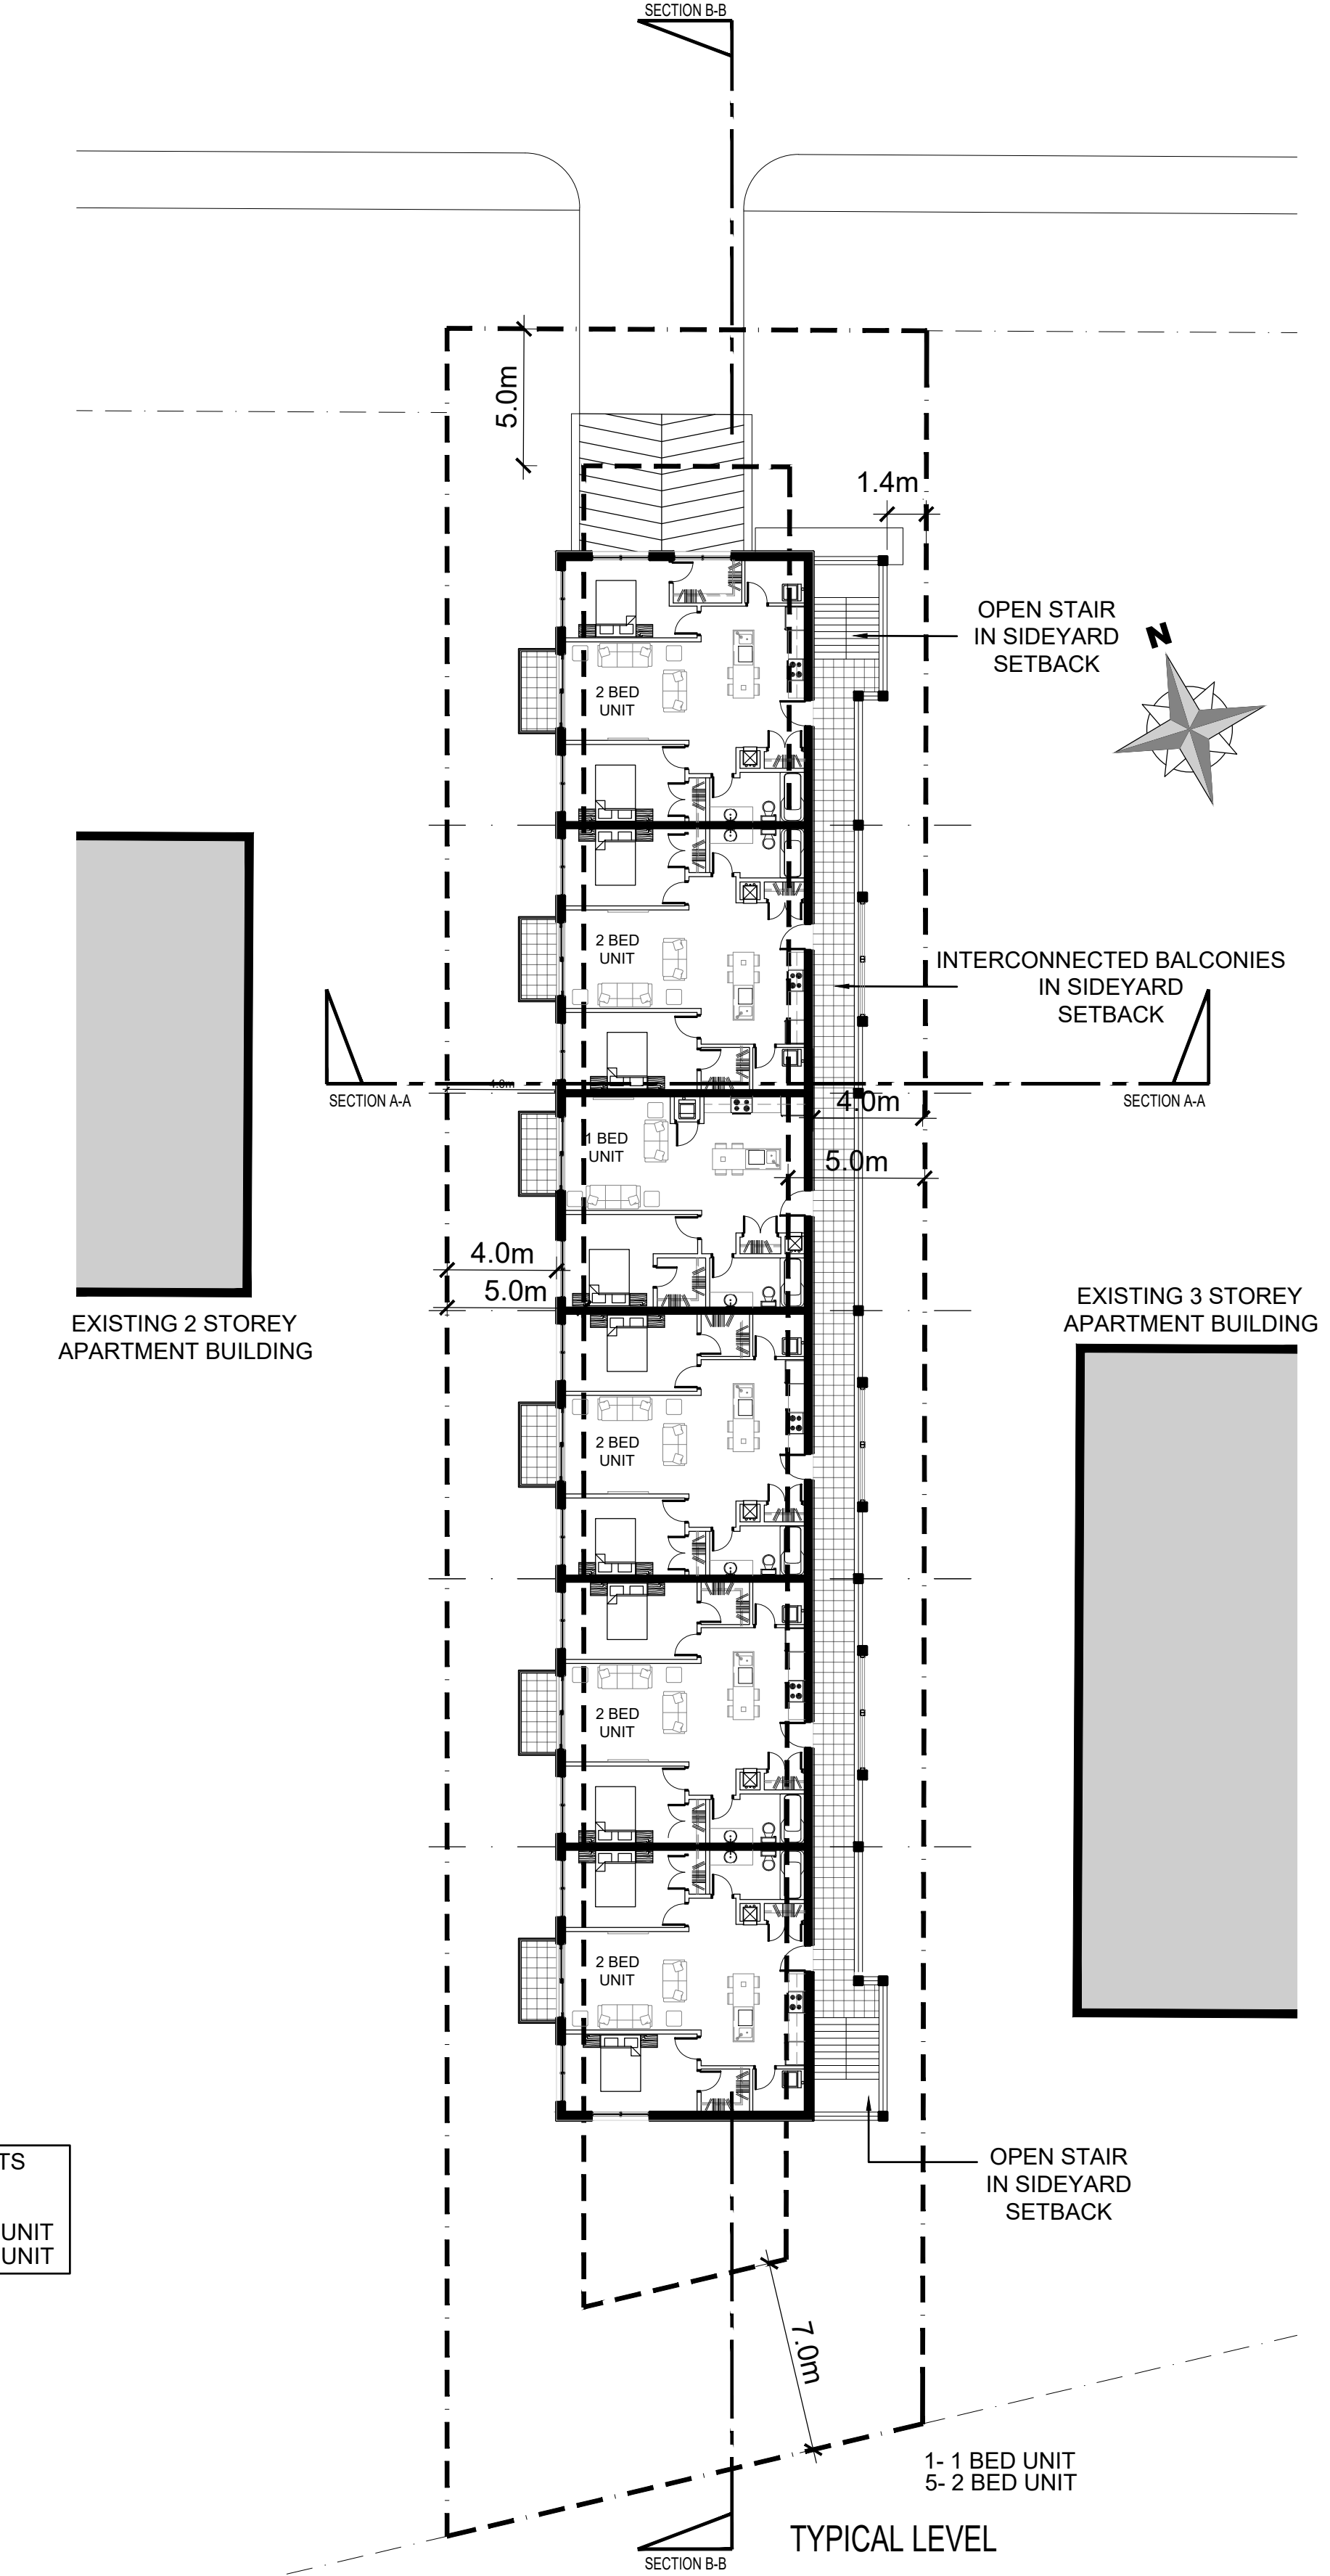 SECTION B-B
5.0m
1.4m
OPEN STAIR
IN SIDEYARD
SETBACK
N
2 BED
UNIT
2 BED
UNIT
INTERCONNECTED BALCONIES
IN SIDEYARD
SETBACK
SECTION A-A
SECTION A-A
4.0m
1 BED
UNIT
5.0m
4.0m
5.0m
EXISTING 2 STOREY
APARTMENT BUILDING
EXISTING 3 STOREY
APARTMENT BUILDING
2 BED
UNIT
2 BED
UNIT
2 BED
UNIT
TS
UNIT
UNIT
OPEN STAIR
IN SIDEYARD
SETBACK
7.0m
1- 1 BED UNIT
5- 2 BED UNIT
TYPICAL LEVEL
SECTION B-B